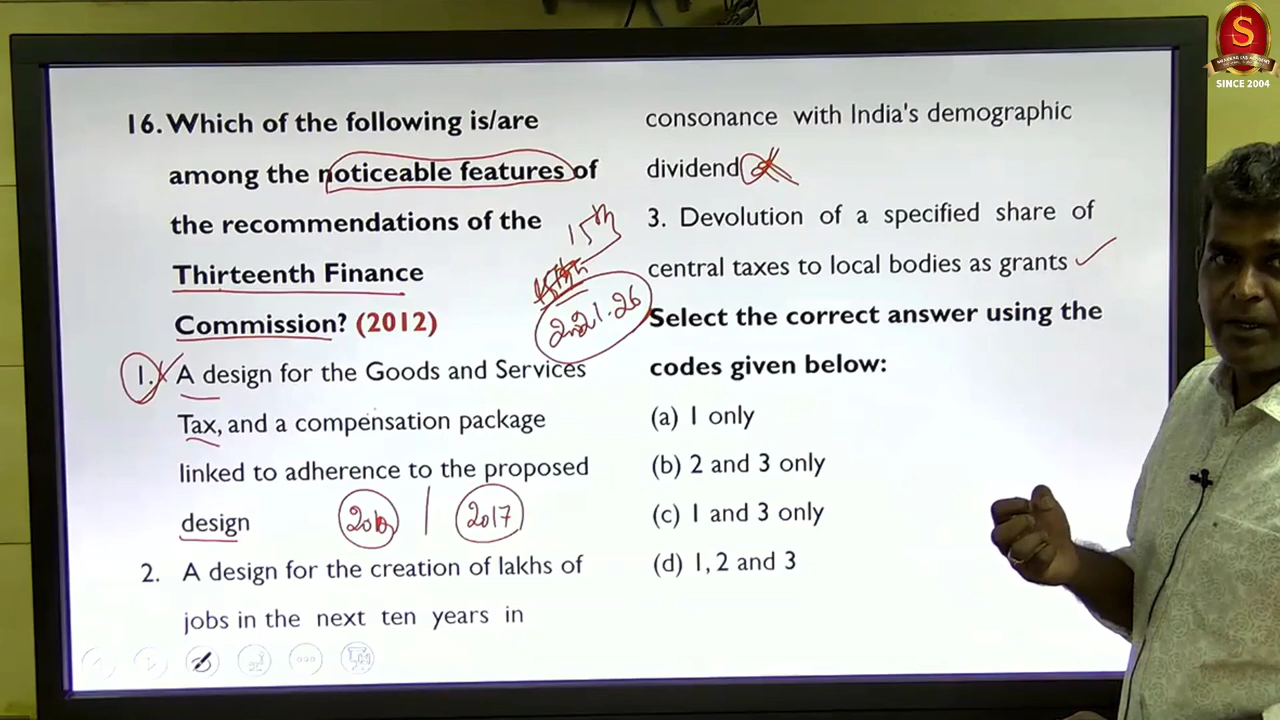 16. Which of the following is/are
among the noticeable features of
the recommendations of the
Thirteenth Finance
Commission? (2012)
1. A design for the Goods and Services
Tax, and a compensation package
linked to adherence to the proposed
design
2. A design for the creation of lakhs of
jobs in the next ten years in
consonance with India's demographic
dividend
3. Devolution of a specified share of
central taxes to local bodies as grants
Select the correct answer using the
codes given below:
(a) 1 only
(b) 2 and 3 only
(c) 1 and 3 only
(d) 1, 2 and 3
15th
2021-26
2017
S
SINCE 2004